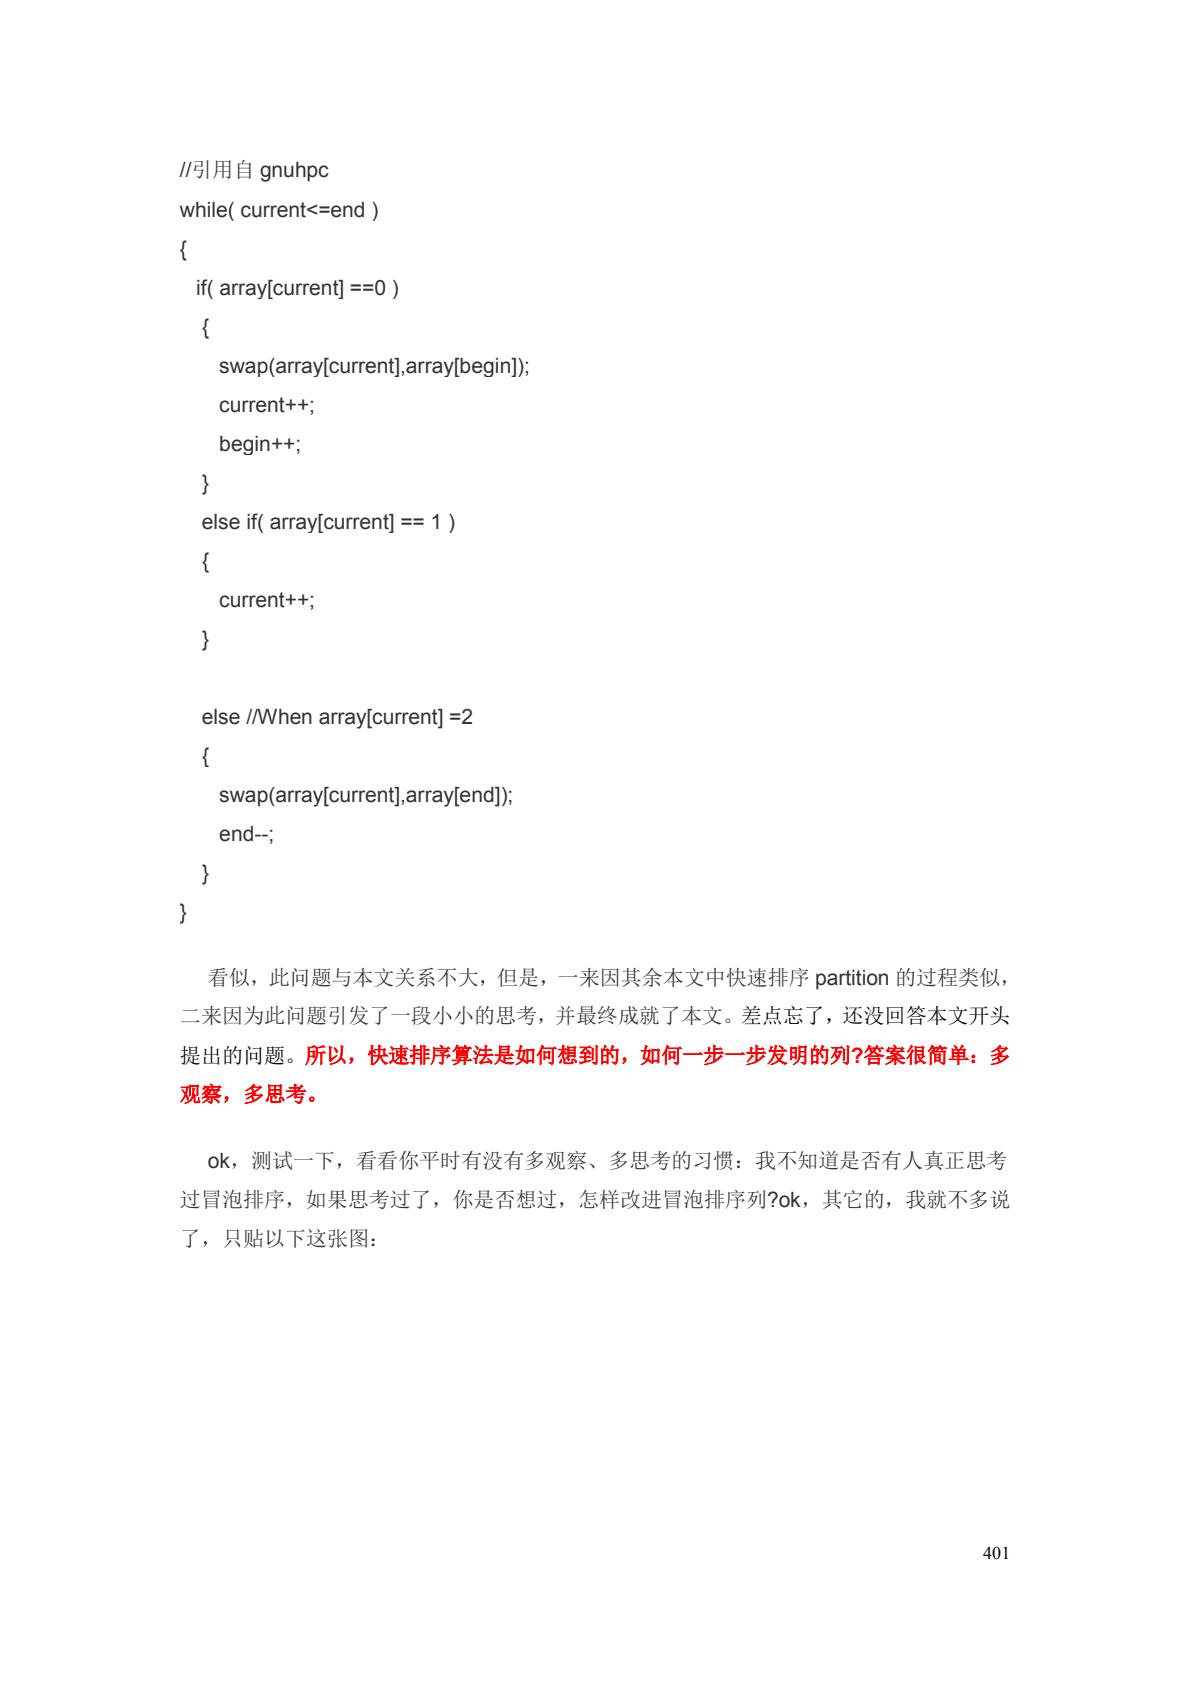 //引用自 gnuhpc
while( current<=end )
{
if( array[current] ==0 )
{
swap(array[current],array[begin]);
current++;
begin++;
}
else if( array[current] == 1 )
{
current++;
}
else //When array[current] =2
{
swap(array[current],array[end]);
end--;
}
}
看似，此问题与本文关系不大，但是，一来因其余本文中快速排序 partition 的过程类似，
二来因为此问题引发了一段小小的思考，并最终成就了本文。差点忘了，还没回答本文开头
提出的问题。所以，快速排序算法是如何想到的，如何一步一步发明的列?答案很简单：多
观察，多思考。
ok，测试一下，看看你平时有没有多观察、多思考的习惯：我不知道是否有人真正思考
过冒泡排序，如果思考过了，你是否想过，怎样改进冒泡排序列?ok，其它的，我就不多说
了，只贴以下这张图：
401